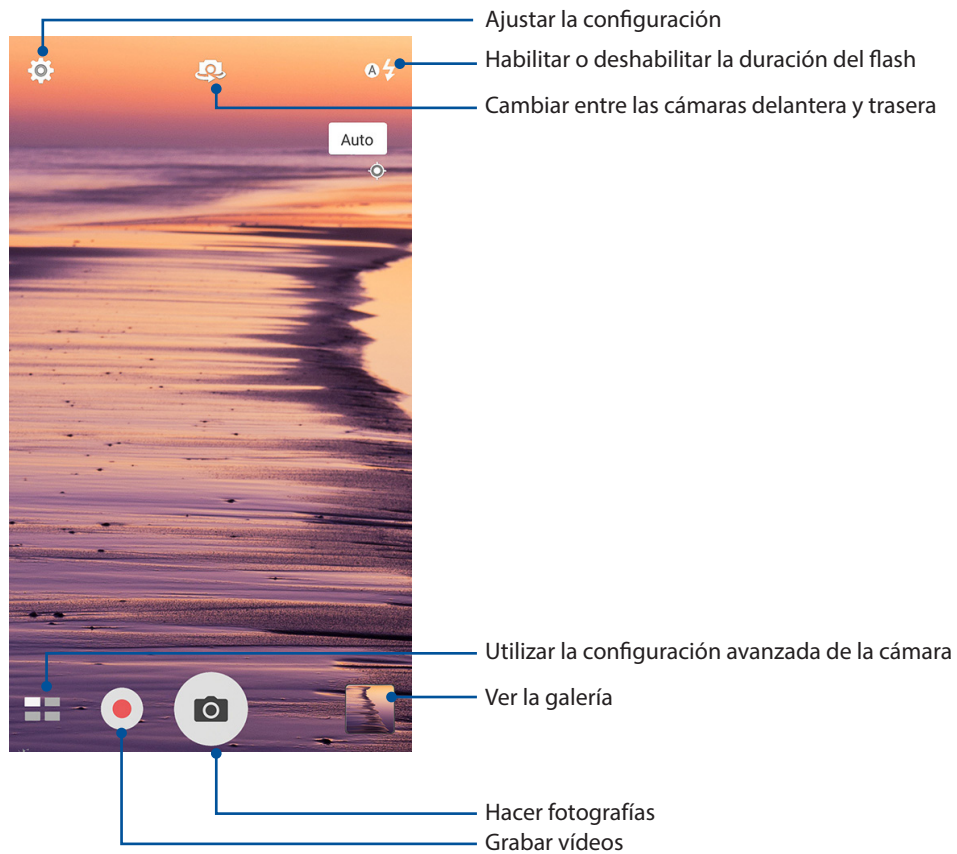 Ajustar la configuración
Habilitar o deshabilitar la duración del flash
Cambiar entre las cámaras delantera y trasera
A
Auto
Utilizar la configuración avanzada de la cámara
Ver la galería
Hacer fotografías
Grabar vídeos